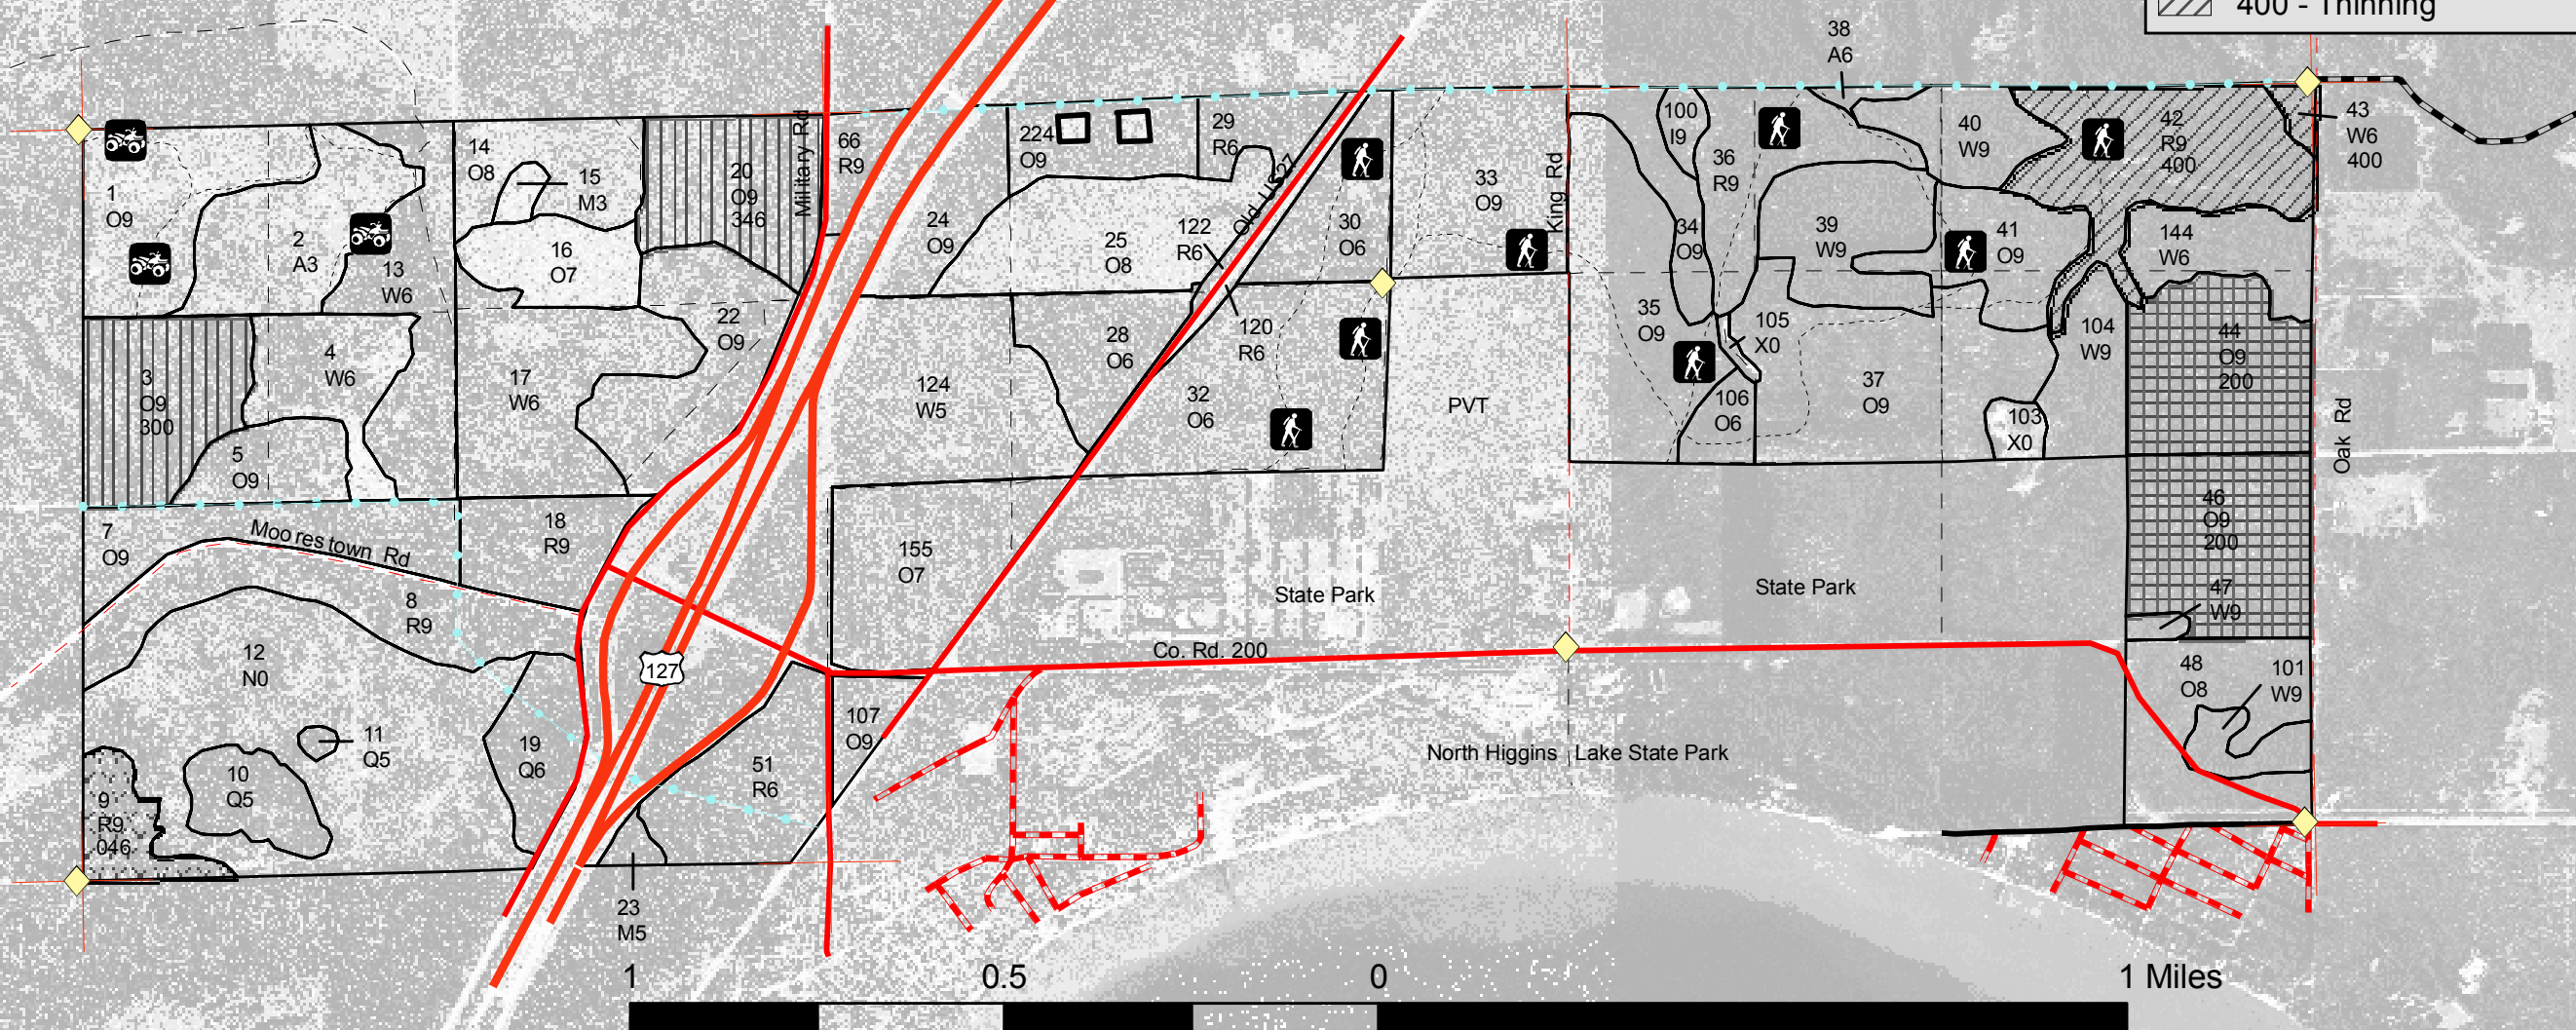 400 - Thinning
38
A6
1
O9
2
A3
13
W6
14
O8
15
M3
16
O7
20
O9
346
Military Rd
66
R9
224
O9
29
R6
Old US27
24
O9
25
O8
122
R6
30
O6
33
O9
King Rd
100
I9
36
R9
34
O9
39
W9
40
W9
41
O9
42
R9
400
43
W6
400
144
W6
3
O9
300
4
W6
5
O9
17
W6
22
O9
124
W5
28
O6
120
R6
32
O6
PVT
35
O9
105
X0
106
O6
37
O9
104
W9
103
X0
44
O9
200
Oak Rd
46
O9
200
47
W9
7
O9
Moorestown Rd
18
R9
8
R9
155
O7
State Park
State Park
12
N0
127
Co. Rd. 200
48
O8
101
W9
11
Q5
10
Q5
19
Q6
51
R6
107
O9
North Higgins Lake State Park
9
R9
046
23
M5
1 0.5 0 1 Miles